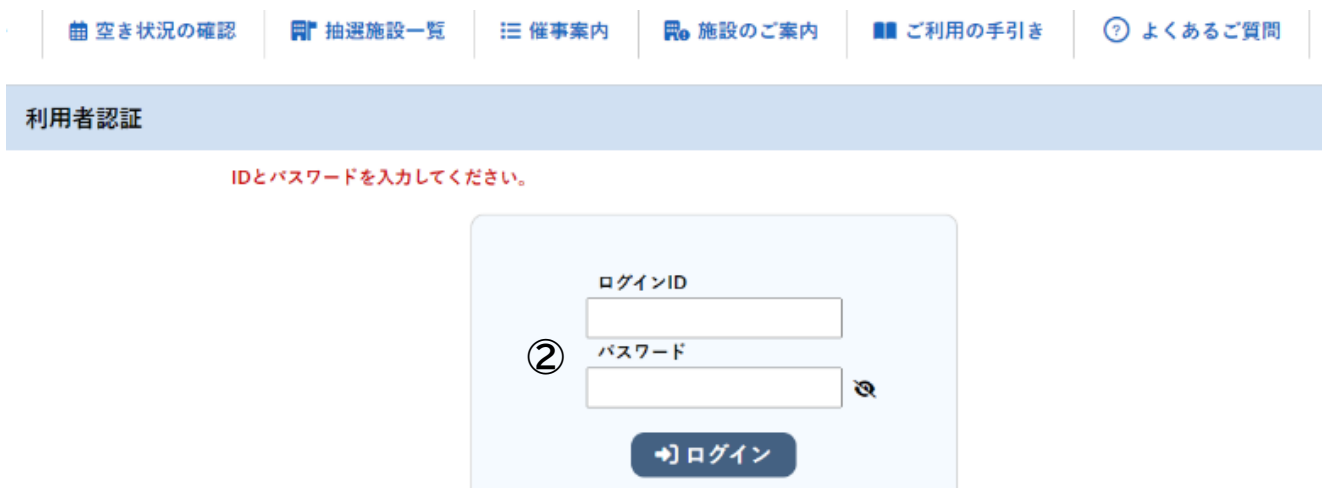 空き状況の確認 抽選施設一覧 催事案内 施設のご案内 ご利用の手引き よくあるご質問
利用者認証
IDとパスワードを入力してください。
ログインID
② パスワード
ログイン